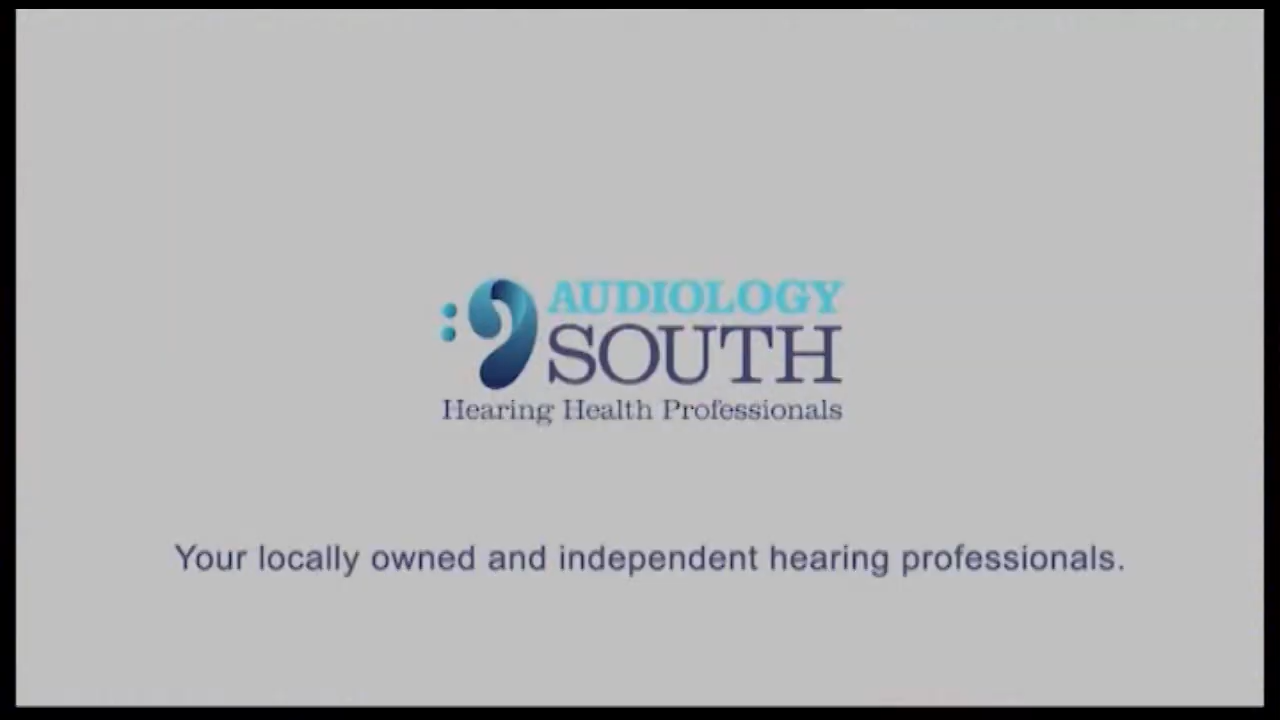 AUDIOLOGY
SOUTH
Hearing Health Professionals
Your locally owned and independent hearing professionals.